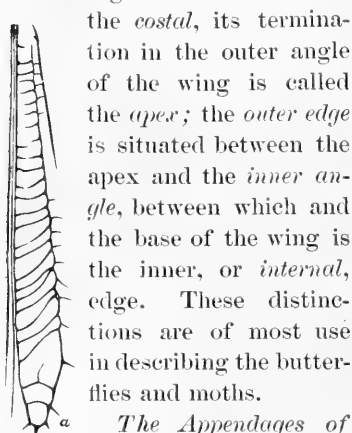 the costal, its termina-
tion in the outer angle
of the wing is called
the apex; the outer edge
is situated between the
apex and the inner an-
gle, between which and
the base of the wing is
the inner, or internal,
edge. These distinc-
tions are of most use
in describing the butter-
flies and moths.
a
The Appendages of